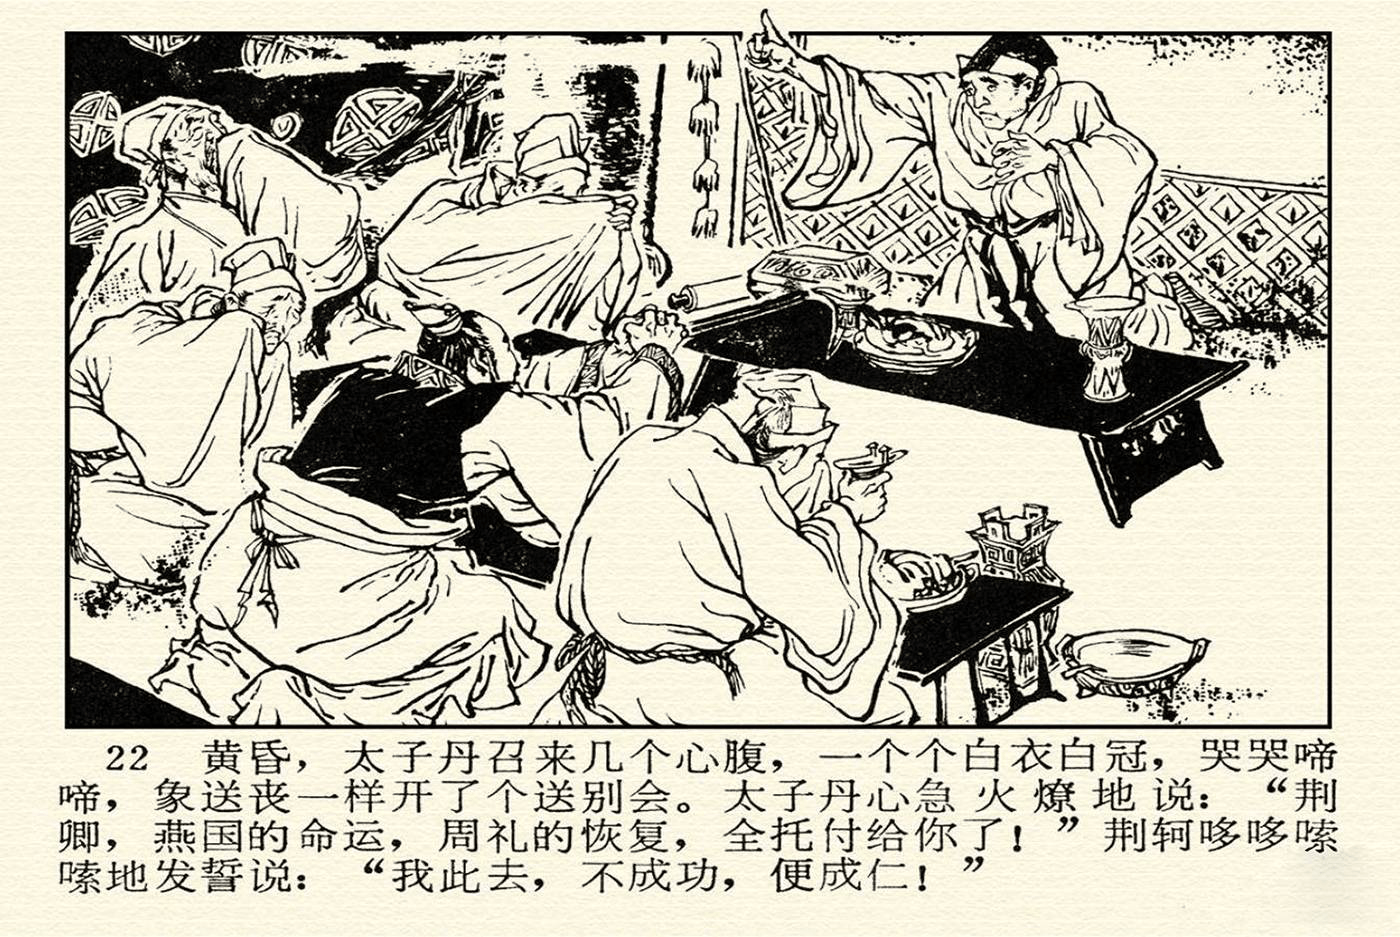 22 黄昏，太子丹召来几个心腹，一个个白衣白冠，哭哭啼
啼，象送丧一样开了个送别会。太子丹心急火燎地说：“荆
卿，燕国的命运，周礼的恢复，全托付给你了！”荆轲哆哆嗦
嗦地发誓说：“我此去，不成功，便成仁！”